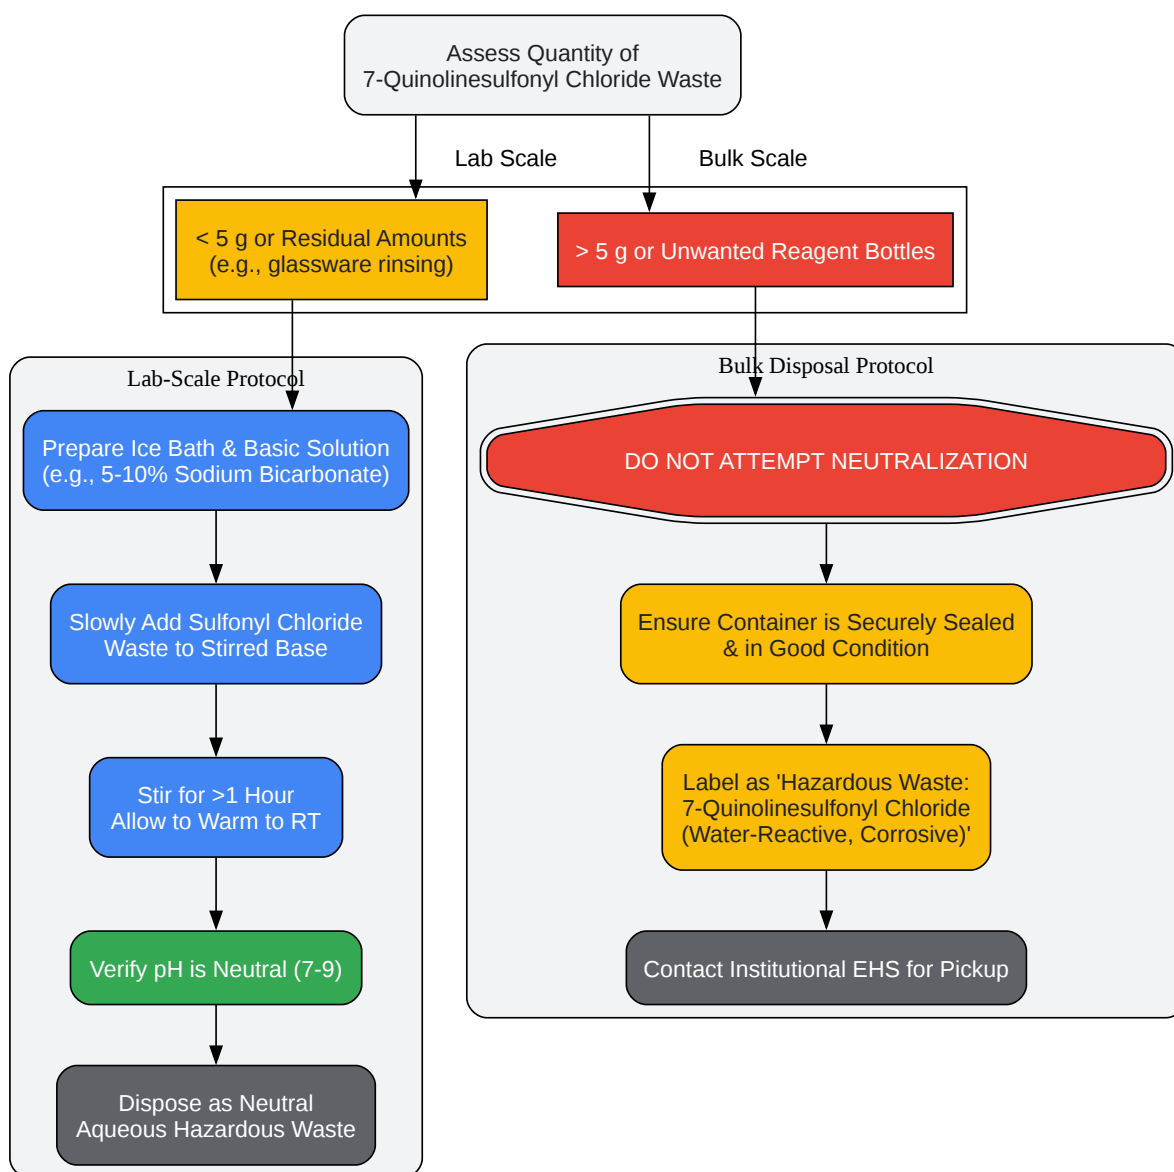 Assess Quantity of
7-Quinolinesulfonyl Chloride Waste
Lab Scale
Bulk Scale
< 5 g or Residual Amounts
(e.g., glassware rinsing)
> 5 g or Unwanted Reagent Bottles
Lab-Scale Protocol
Prepare Ice Bath & Basic Solution
(e.g., 5-10% Sodium Bicarbonate)
Slowly Add Sulfonyl Chloride
Waste to Stirred Base
Stir for >1 Hour
Allow to Warm to RT
Verify pH is Neutral (7-9)
Dispose as Neutral
Aqueous Hazardous Waste
Bulk Disposal Protocol
DO NOT ATTEMPT NEUTRALIZATION
Ensure Container is Securely Sealed
& in Good Condition
Label as 'Hazardous Waste:
7-Quinolinesulfonyl Chloride
(Water-Reactive, Corrosive)'
Contact Institutional EHS for Pickup